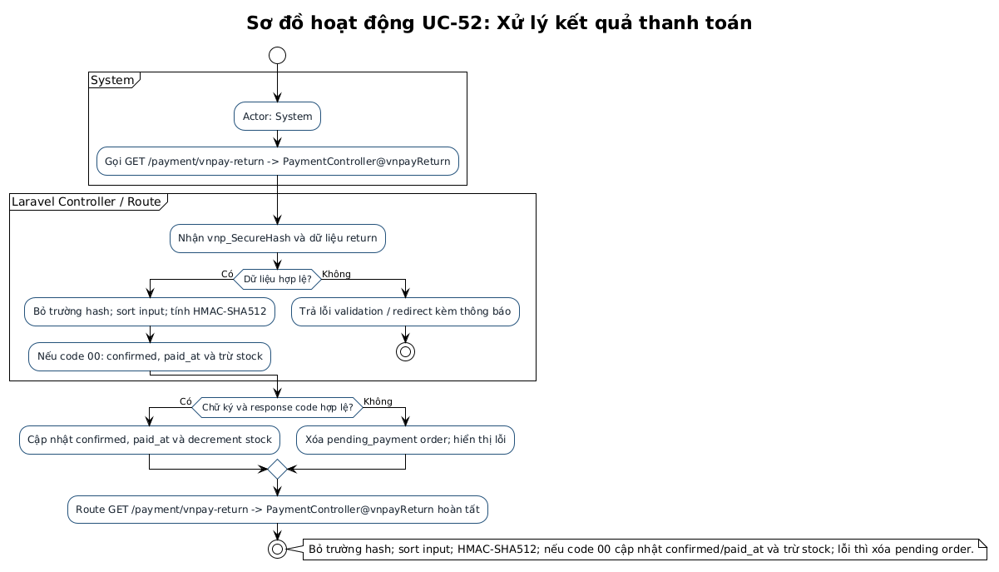 Sơ đồ hoạt động UC-52: Xử lý kết quả thanh toán
System
Actor: System
Gọi GET /payment/vnpay-return -> PaymentController@vnpayReturn
Laravel Controller / Route
Nhận vnp_SecureHash và dữ liệu return
Có
Dữ liệu hợp lệ?
Không
Bỏ trường hash; sort input; tính HMAC-SHA512
Trả lỗi validation / redirect kèm thông báo
Nếu code 00: confirmed, paid_at và trừ stock
Có
Chữ ký và response code hợp lệ?
Không
Cập nhật confirmed, paid_at và decrement stock
Xóa pending_payment order; hiển thị lỗi
Route GET /payment/vnpay-return -> PaymentController@vnpayReturn hoàn tất
Bỏ trường hash; sort input; HMAC-SHA512; nếu code 00 cập nhật confirmed/paid_at và trừ stock; lỗi thì xóa pending order.